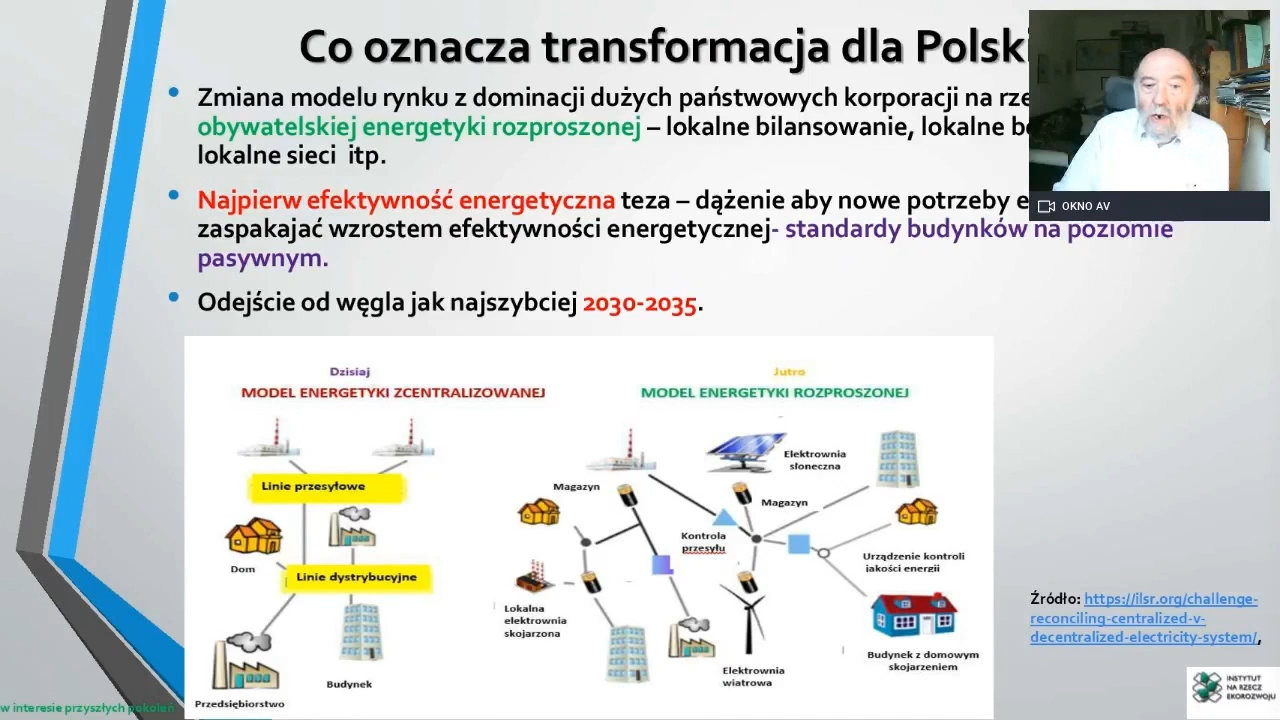 Co oznacza transformacja dla Polski
Zmiana modelu rynku z dominacji dużych państwowych korporacji na
obywatelskiej energetyki rozproszonej – lokalne bilansowanie, lokalne
lokalne sieci itp.
Najpierw efektywność energetyczna teza – dążenie aby nowe potrzeby
zaspakajać wzrostem efektywności energetycznej- standardy budynków na poziomie
pasywnym.
Odejście od węgla jak najszybciej 2030-2035.
OKNO AV
Dzisiaj
MODEL ENERGETYKI ZCENTRALIZOWANEJ
Linie przesyłowe
Dom
Linie dystrybucyjne
Budynek
Przedsiębiorstwo
Jutro
MODEL ENERGETYKI ROZPROSZONEJ
Elektrownia
słoneczna
Magazyn
Magazyn
Kontrola
przesyłu
Urządzenie kontroli
jakości energii
Lokalna
elektrownia
skojarzona
Elektrownia
wiatrowa
Budynek z domowym
skojarzeniem
Źródło: https://ilsr.org/challenge-
reconciling-centralized-v-
decentralized-electricity-system/,
INSTYTUT
NA RZECZ
EKOROZWOJU
w interesie przyszłych pokoleń